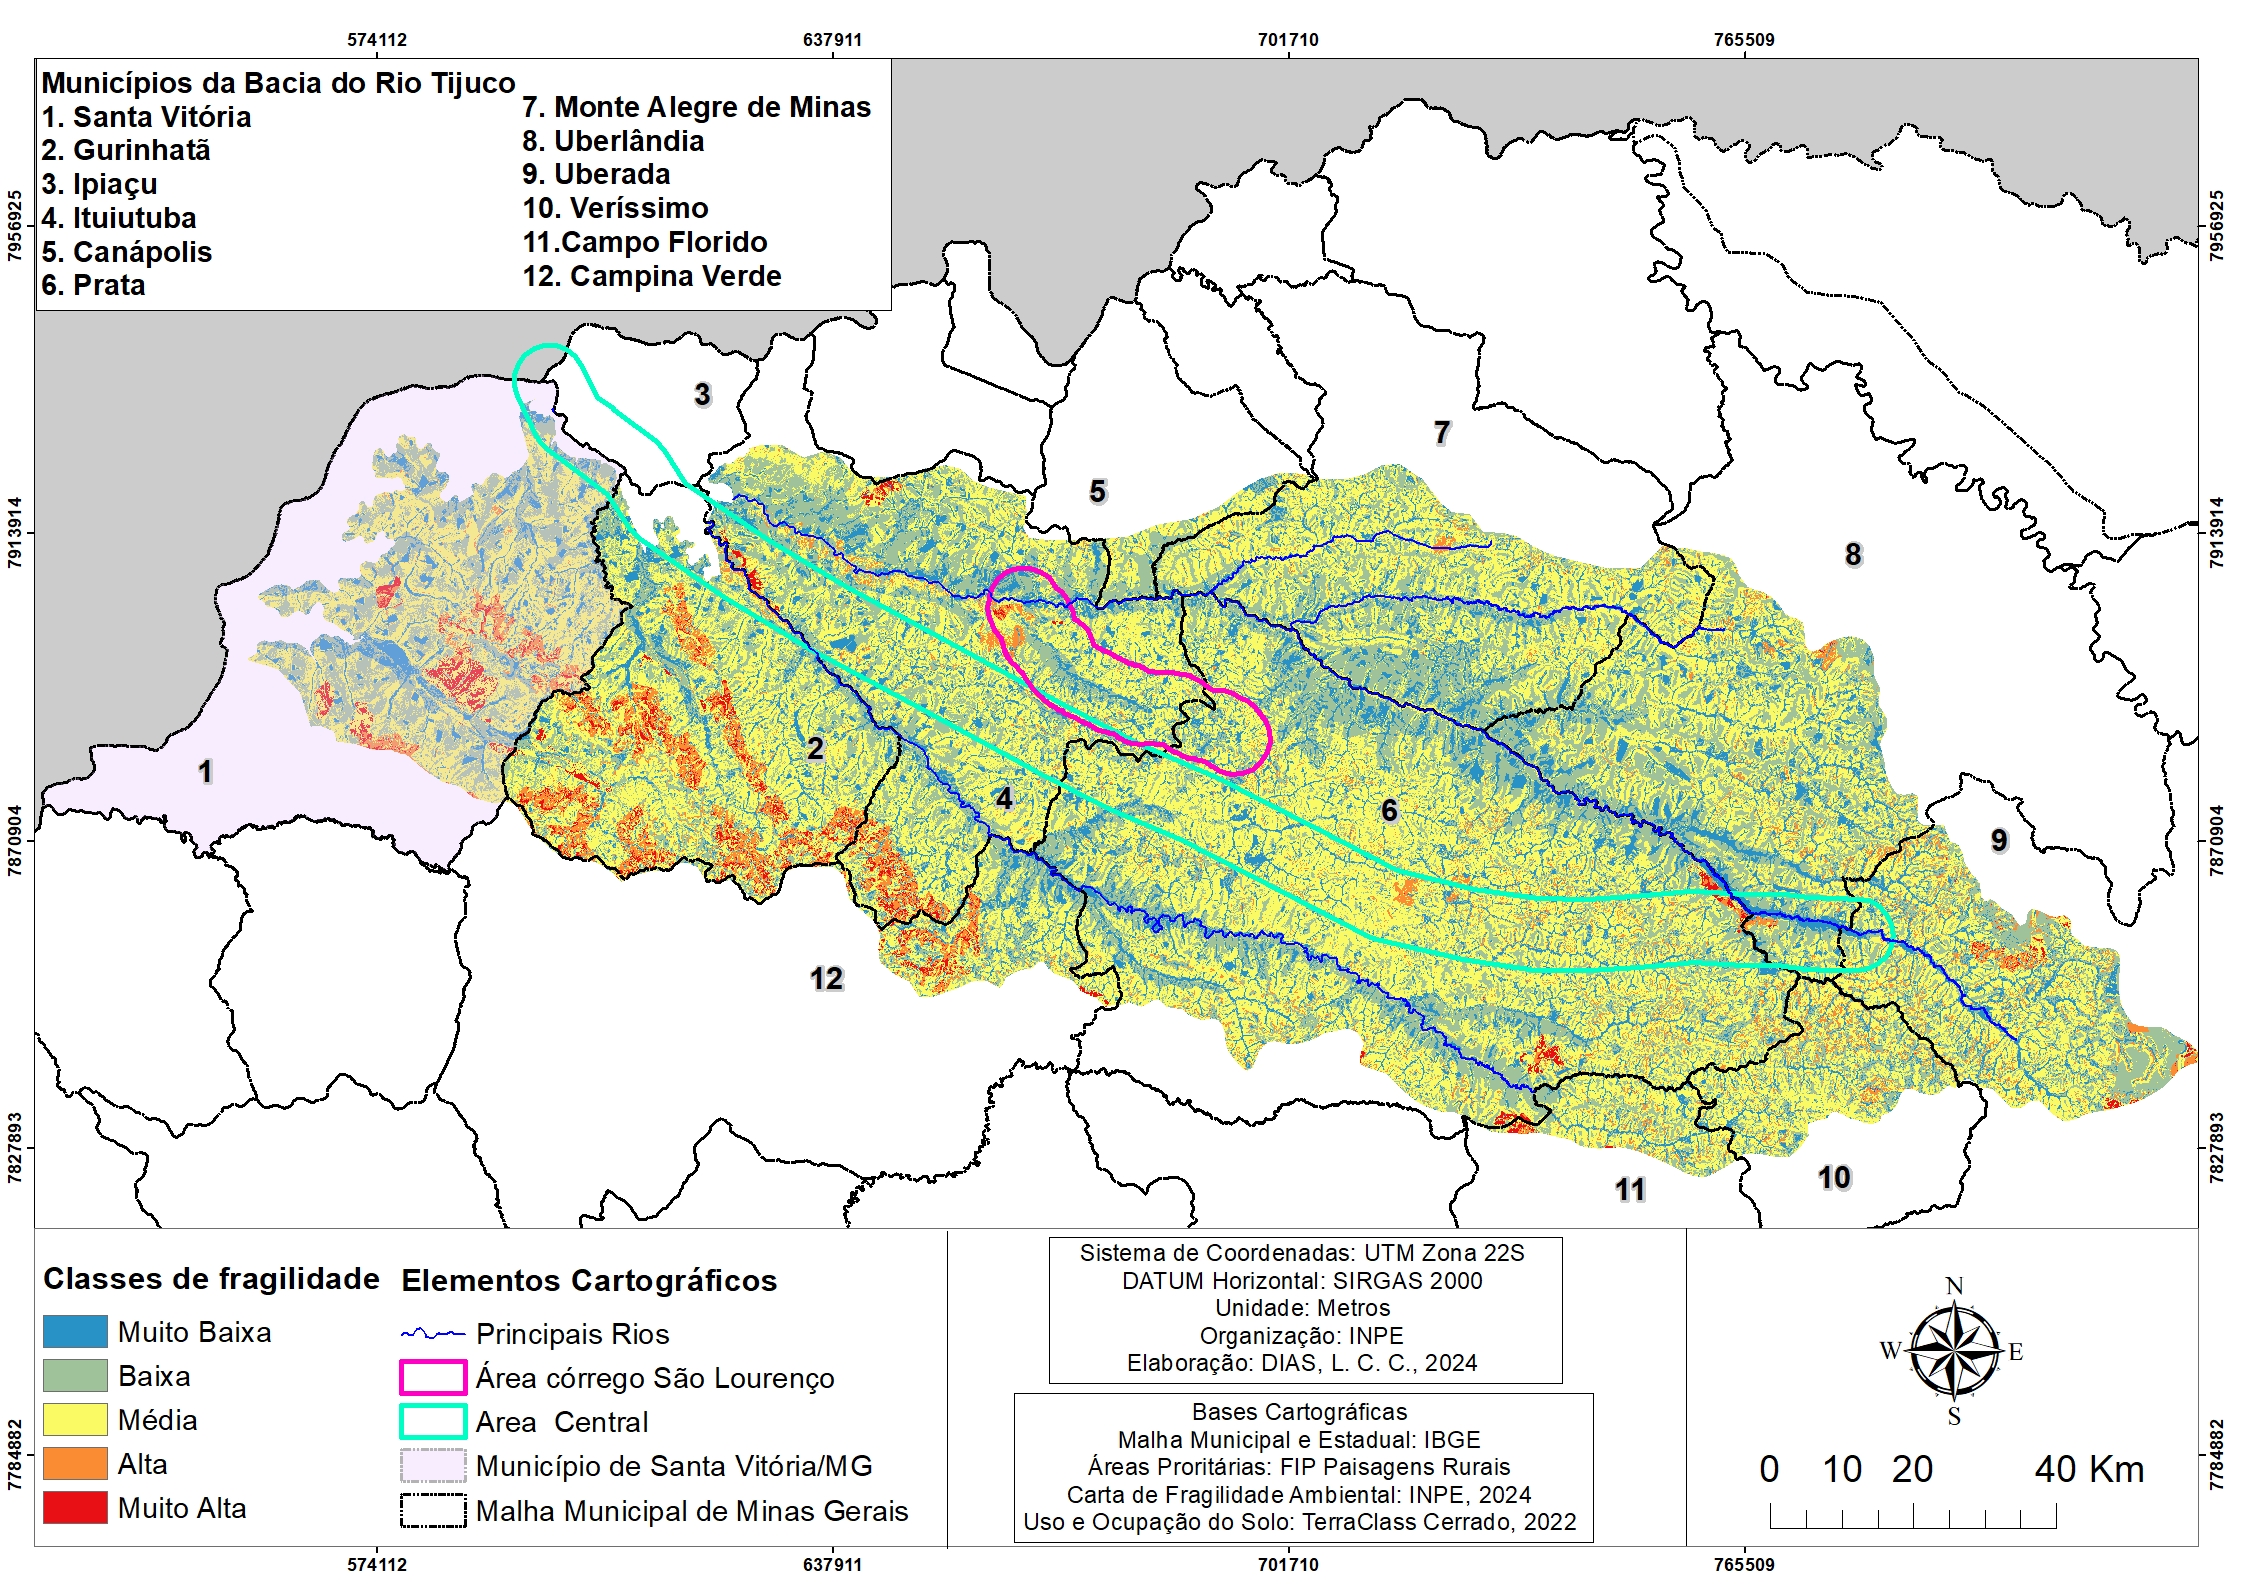 574112
637911
701710
765509
Municípios da Bacia do Rio Tijuco
1. Santa Vitória
2. Gurinhatã
3. Ipiaçu
4. Ituiutuba
5. Canápolis
6. Prata
7. Monte Alegre de Minas
8. Uberlândia
9. Uberada
10. Veríssimo
11.Campo Florido
12. Campina Verde
7956925
7956925
7913914
7913914
7870904
7870904
7827893
7827893
7784882
7784882
3
7
5
8
2
1
4
6
9
12
10
11
Classes de fragilidade
Muito Baixa
Baixa
Média
Alta
Muito Alta
Elementos Cartográficos
Principais Rios
Área córrego São Lourenço
Area Central
Município de Santa Vitória/MG
Malha Municipal de Minas Gerais
Sistema de Coordenadas: UTM Zona 22S
DATUM Horizontal: SIRGAS 2000
Unidade: Metros
Organização: INPE
Elaboração: DIAS, L. C. C., 2024
Bases Cartográficas
Malha Municipal e Estadual: IBGE
Áreas Proritárias: FIP Paisagens Rurais
Carta de Fragilidade Ambiental: INPE, 2024
Uso e Ocupação do Solo: TerraClass Cerrado, 2022
N
W
E
S
0 10 20 40 Km
574112
637911
701710
765509